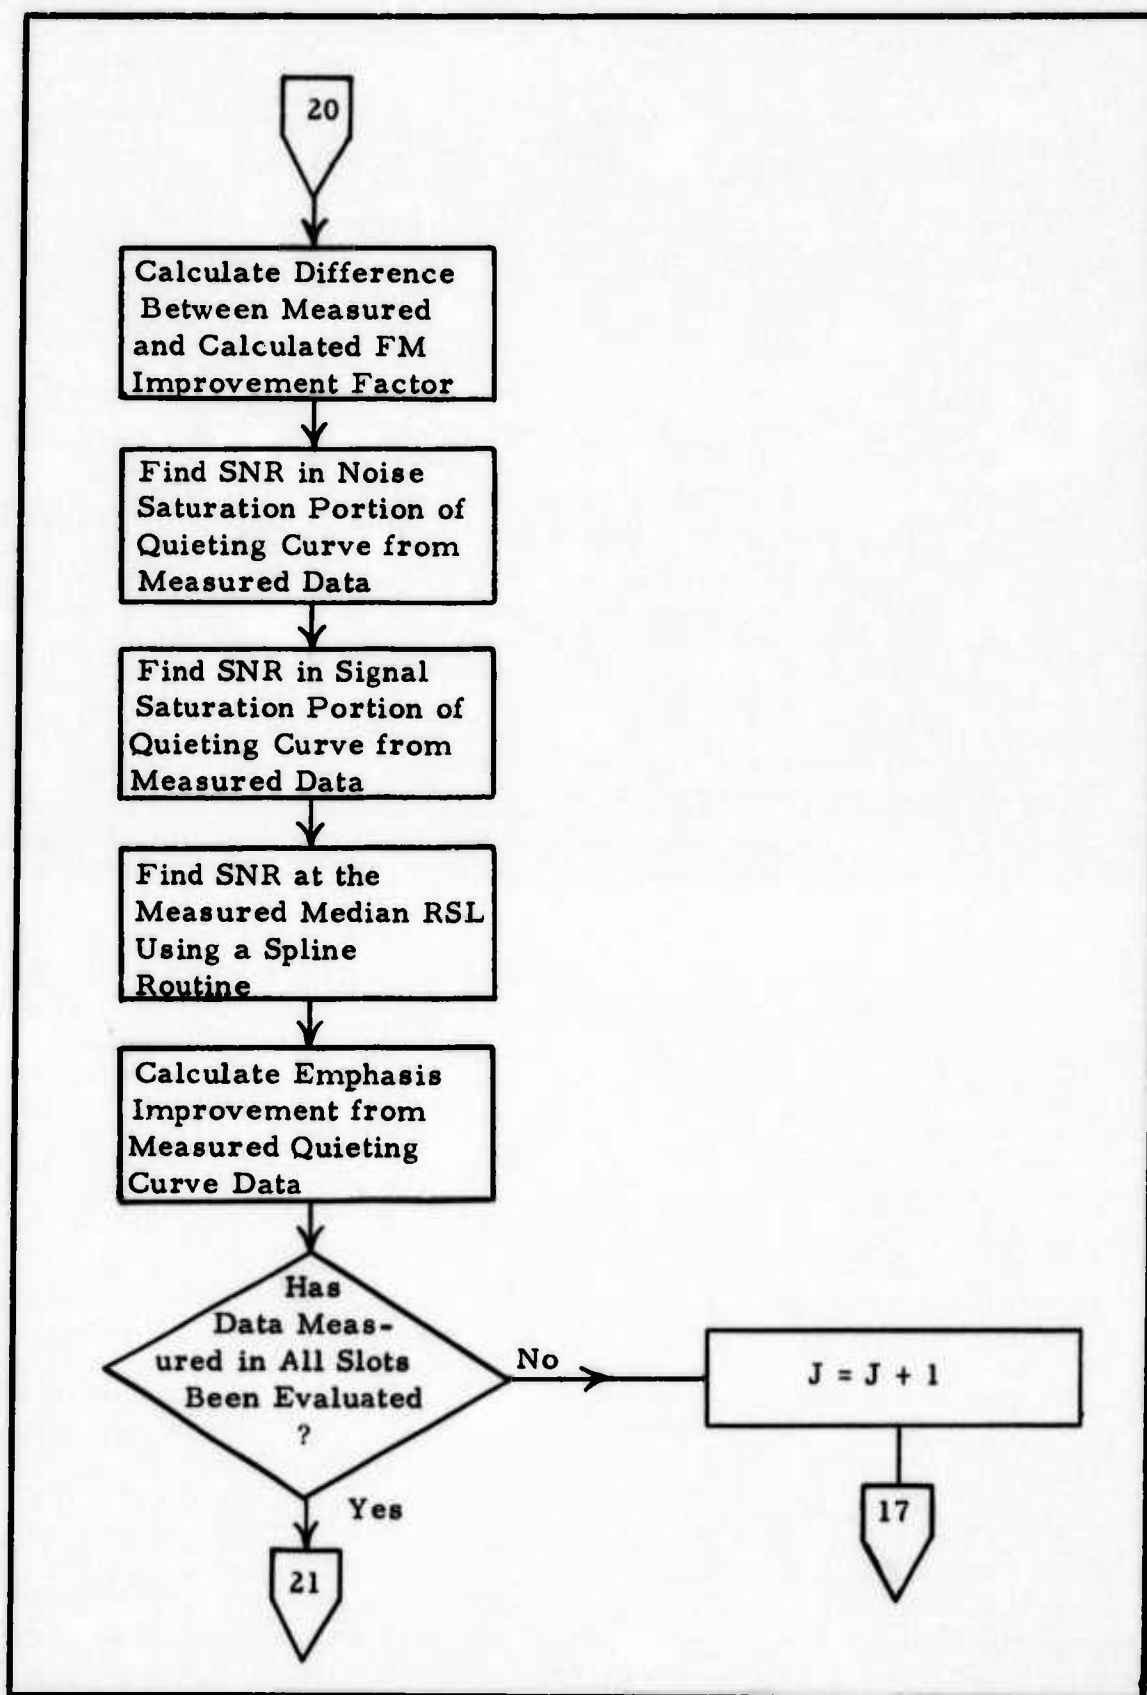 20
Calculate Difference
Between Measured
and Calculated FM
Improvement Factor
Find SNR in Noise
Saturation Portion of
Quieting Curve from
Measured Data
Find SNR in Signal
Saturation Portion of
Quieting Curve from
Measured Data
Find SNR at the
Measured Median RSL
Using a Spline
Routine
Calculate Emphasis
Improvement from
Measured Quieting
Curve Data
Has
Data Meas-
ured in All Slots
Been Evaluated
?
No
J = J + 1
Yes
17
21